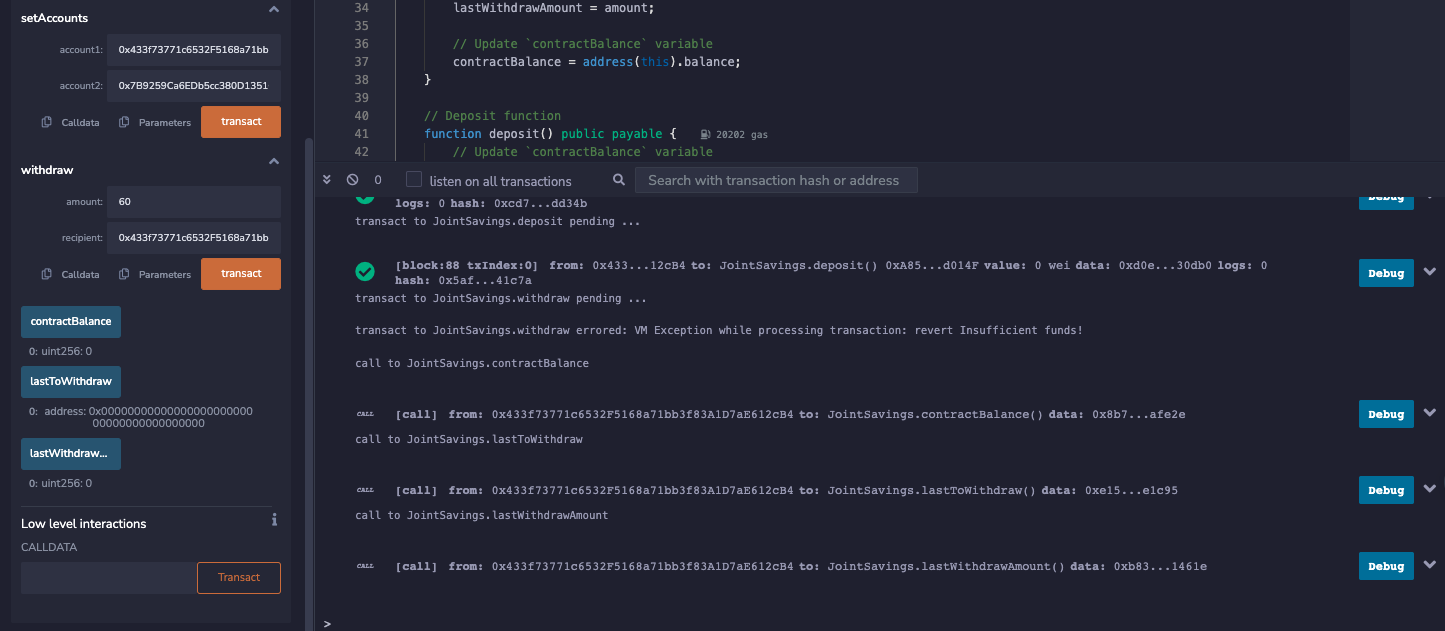 setAccounts
account1: 0x433f73771c6532F5168a71bb
account2: 0x7B9259Ca6EDb5cc380D1351
Calldata Parameters transact
withdraw
amount: 60
recipient: 0x433f73771c6532F5168a71bb
Calldata Parameters transact
contractBalance
0: uint256: 0
lastToWithdraw
0: address: 0x00000000000000000000000
00000000000000000
lastWithdraw...
0: uint256: 0
Low level interactions
CALLDATA
Transact
34 lastWithdrawAmount = amount;
35
36 // Update `contractBalance` variable
37 contractBalance = address(this).balance;
38 }
39
40 // Deposit function
41 function deposit() public payable { 20202 gas
42 // Update `contractBalance` variable
0 listen on all transactions Search with transaction hash or address
logs: 0 hash: 0xcd7...dd34b Debug
transact to JointSavings.deposit pending ...
[block:88 txIndex:0] from: 0x433...12cB4 to: JointSavings.deposit() 0xA85...d014F value: 0 wei data: 0xd0e...30db0 logs: 0 Debug
hash: 0x5af...41c7a
transact to JointSavings.withdraw pending ...
transact to JointSavings.withdraw errored: VM Exception while processing transaction: revert Insufficient funds!
call to JointSavings.contractBalance
CALL [call] from: 0x433f73771c6532F5168a71bb3f83A1D7aE612cB4 to: JointSavings.contractBalance() data: 0x8b7...afe2e Debug
call to JointSavings.lastToWithdraw
CALL [call] from: 0x433f73771c6532F5168a71bb3f83A1D7aE612cB4 to: JointSavings.lastToWithdraw() data: 0xe15...e1c95 Debug
call to JointSavings.lastWithdrawAmount
CALL [call] from: 0x433f73771c6532F5168a71bb3f83A1D7aE612cB4 to: JointSavings.lastWithdrawAmount() data: 0xb83...1461e Debug
>